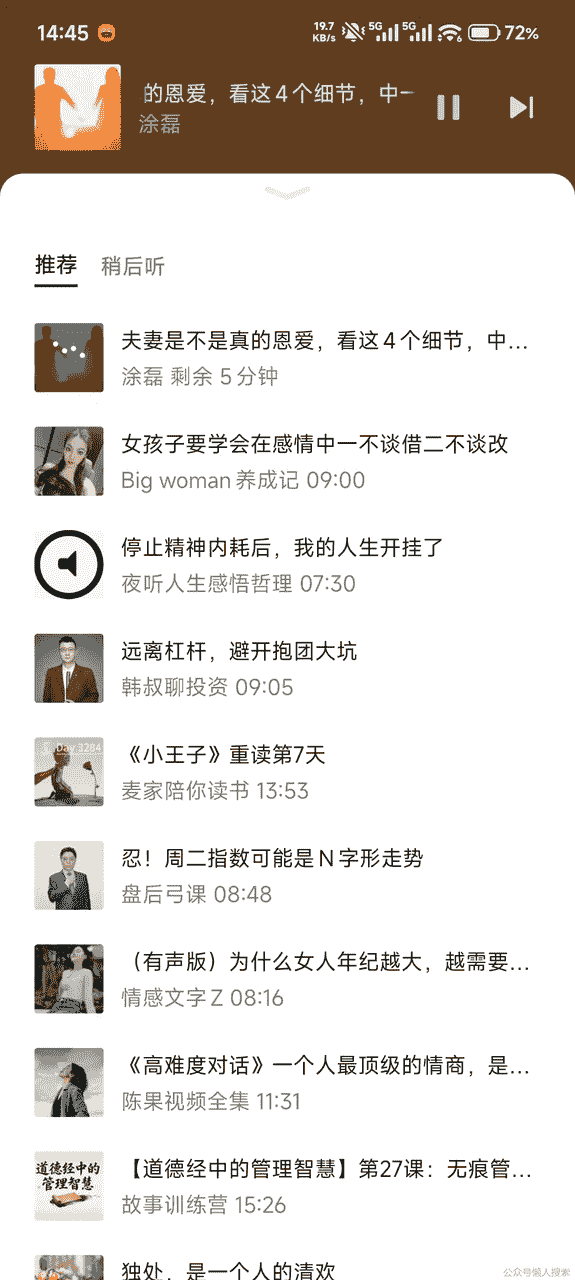 14:45
19.7 KB/s 5G 5G 6 72%
的恩爱，看这4个细节，中一
涂磊
推荐 稍后听
夫妻是不是真的恩爱，看这4个细节，中...
涂磊 剩余 5分钟
女孩子要学会在感情中一不谈借二不谈改
Big woman养成记 09:00
停止精神内耗后，我的人生开挂了
夜听人生感悟哲理 07:30
远离杠杆，避开抱团大坑
韩叔聊投资 09:05
Day 3284
《小王子》重读第7天
麦家陪你读书 13:53
忍！周二指数可能是N字形走势
盘后弓课 08:48
（有声版）为什么女人年纪越大，越需要...
情感文字Z 08:16
《高难度对话》一个人最顶级的情商，是...
陈果视频全集 11:31
道德经中的
管理智慧
【道德经中的管理智慧】第27课：无痕管...
故事训练营 15:26
独处，是一个人的清欢
公众号懒人搜索